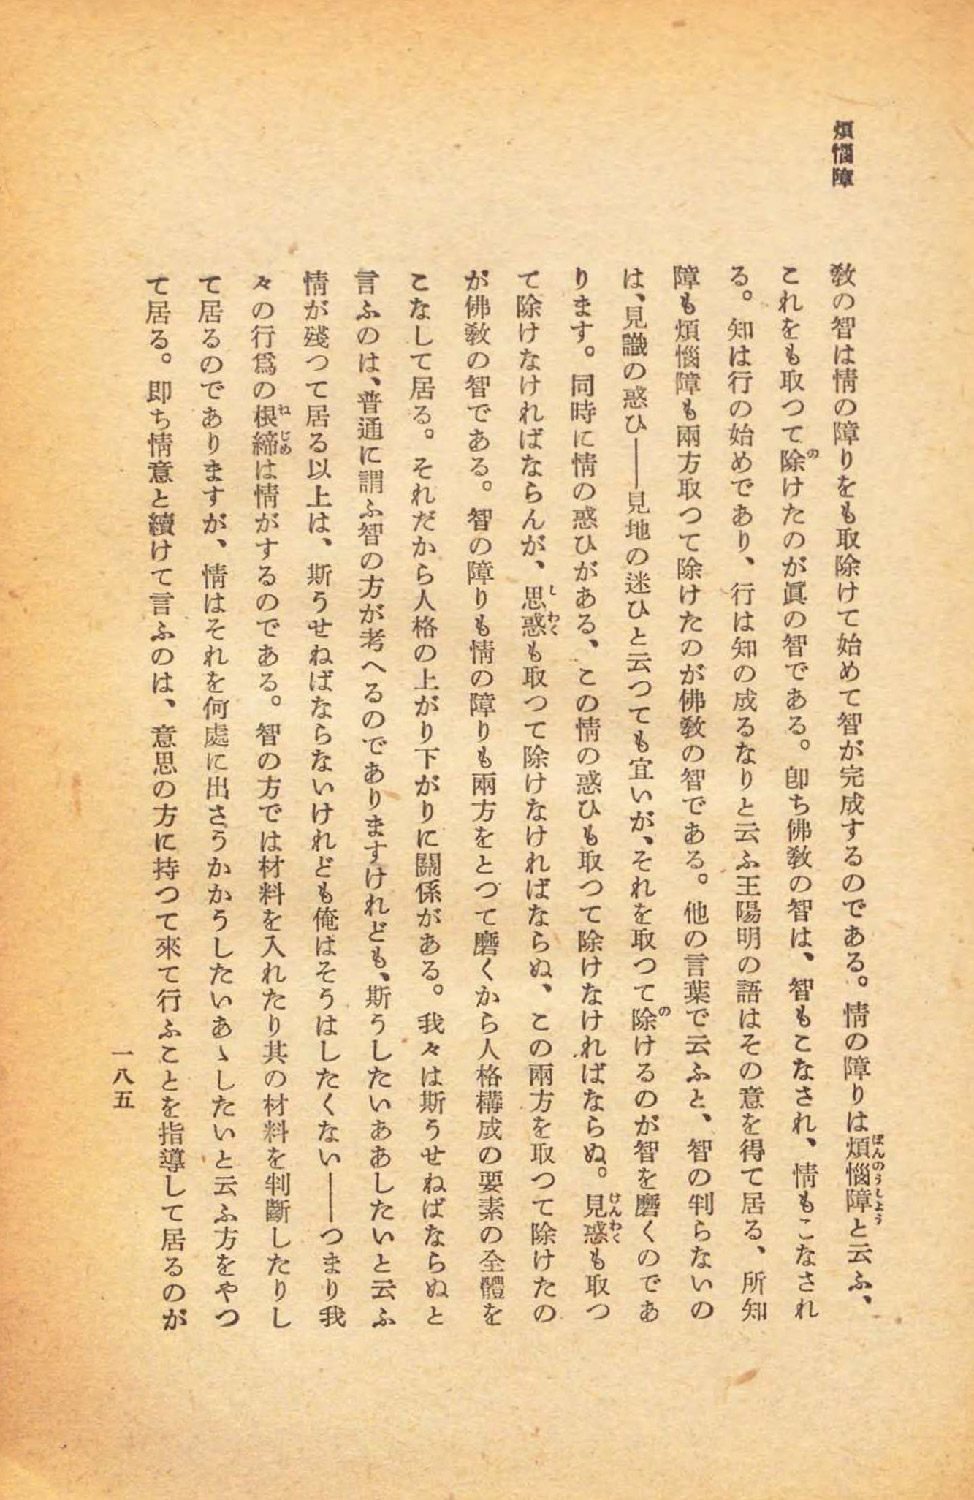 煩惱障
敎の智は情の障りをも取除けて始めて智が完成するのである。情の障りは煩惱障と云ふ、
これをも取つて除けたのが眞の智である。卽ち佛敎の智は、智もこなされ、情もこなされ
る。知は行の始めであり、行は知の成るなりと云ふ王陽明の語はその意を得て居る、所知
障も煩惱障も兩方取つて除けたのが佛敎の智である。他の言葉で云ふと、智の判らないの
は、見識の惑ひ――見地の迷ひと云つても宜いが、それを取つて除けるのが智を磨くのであ
ります。同時に情の惑ひがある、この情の惑ひも取つて除けなければならぬ。見惑も取つ
て除けなければならんが、思惑も取つて除けなければならぬ、この兩方を取つて除けたの
が佛敎の智である。智の障りも情の障りも兩方をとつて磨くから人格構成の要素の全體を
こなして居る。それだから人格の上がり下がりに關係がある。我々は斯うせねばならぬと
言ふのは、普通に謂ふ智の方が考へるのでありますけれども、斯うしたいああしたいと云ふ
情が殘つて居る以上は、斯うせねばならないけれども俺はそうはしたくない――つまり我
々の行爲の根締は情がするのである。智の方では材料を入れたり其の材料を判斷したりし
て居るのでありますが、情はそれを何處に出さうかかうしたいあゝしたいと云ふ方をやつ
て居る。卽ち情意と續けて言ふのは、意思の方に持つて來て行ふことを指導して居るのが
一八五